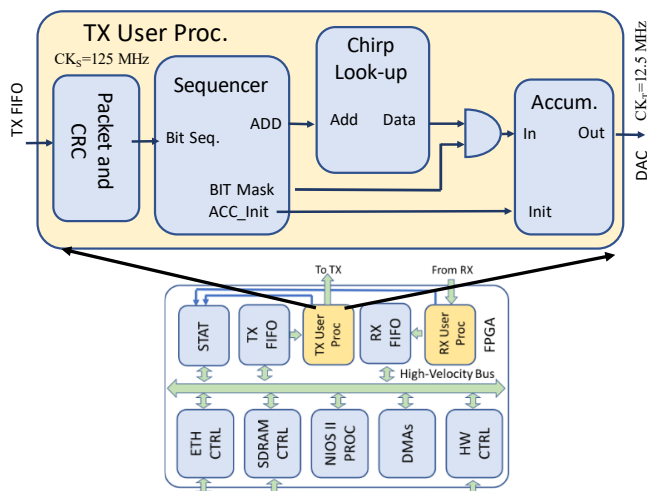 TX User Proc.
CKS=125 MHz
TX FIFO
Packet and
CRC
Sequencer
Bit Seq.
ADD
BIT Mask
ACC_Init
Chirp
Look-up
Add
Data
Accum.
In
Out
Init
CKT=12.5 MHz
DAC
To TX
From RX
STAT
TX
FIFO
TX User
Proc
RX
FIFO
RX User
Proc
FPGA
High-Velocity Bus
ETH
CTRL
SDRAM
CTRL
NIOS II
PROC
DMAs
HW
CTRL